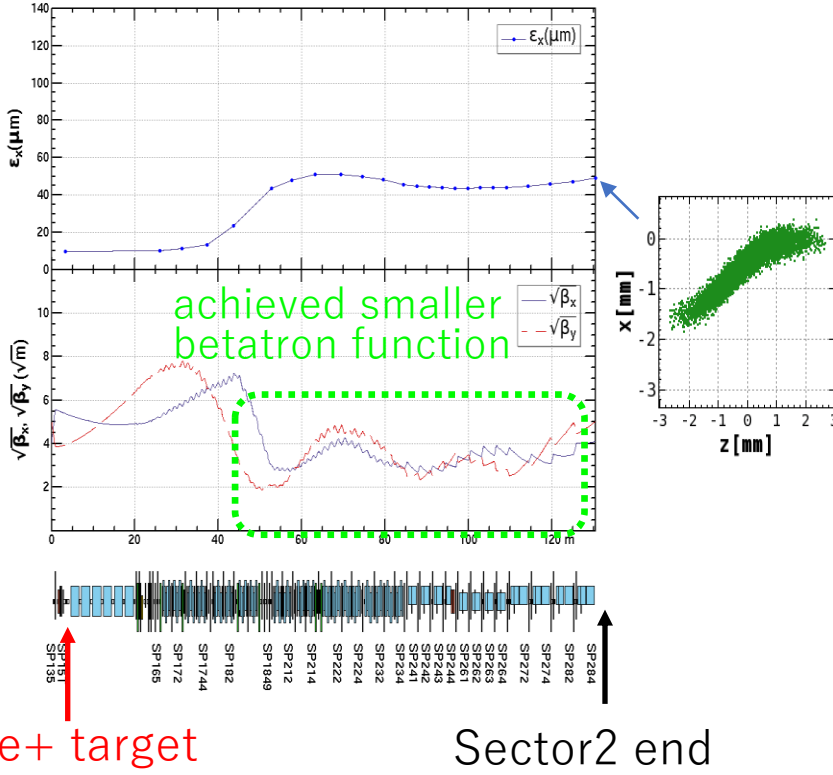 140
120
100
80
60
40
20
0
εx(μm)
εx(μm)
achieved smaller
betatron function
√βx
√βy
√βx, √βy (√m)
10
8
6
4
2
0 20 40 60 80 100 120 m
x[mm]
0
-1
-2
-3
-3 -2 -1 0 1 2 3
z[mm]
SP135
SP151
SP165
SP172
SP1744
SP182
SP1849
SP212
SP214
SP222
SP224
SP232
SP234
SP241
SP242
SP243
SP244
SP261
SP262
SP263
SP264
SP272
SP274
SP282
SP284
e+ target
Sector2 end